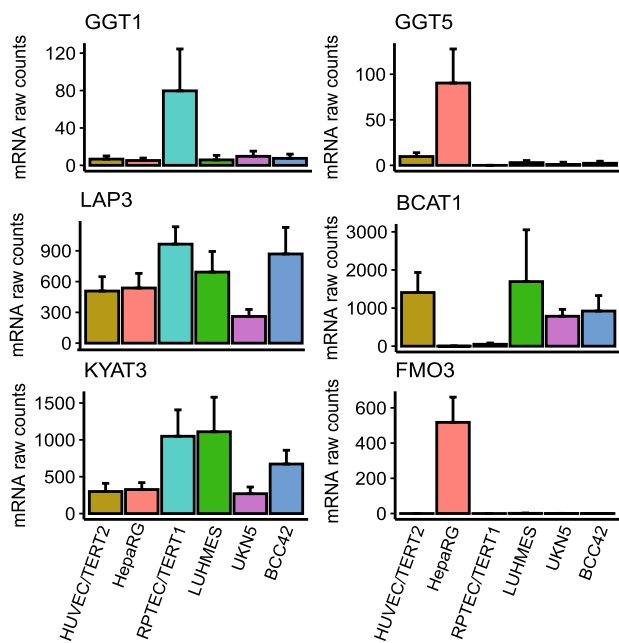 GGT1
mRNA raw counts
120
80
40
0
GGT5
mRNA raw counts
100
50
0
LAP3
mRNA raw counts
900
600
300
0
BCAT1
mRNA raw counts
3000
2000
1000
0
KYAT3
mRNA raw counts
1500
1000
500
0
HUVEC/TERT2
HepaRG
RPTEC/TERT1
LUHMES
UKN5
BCC42
FMO3
mRNA raw counts
600
400
200
0
HUVEC/TERT2
HepaRG
RPTEC/TERT1
LUHMES
UKN5
BCC42